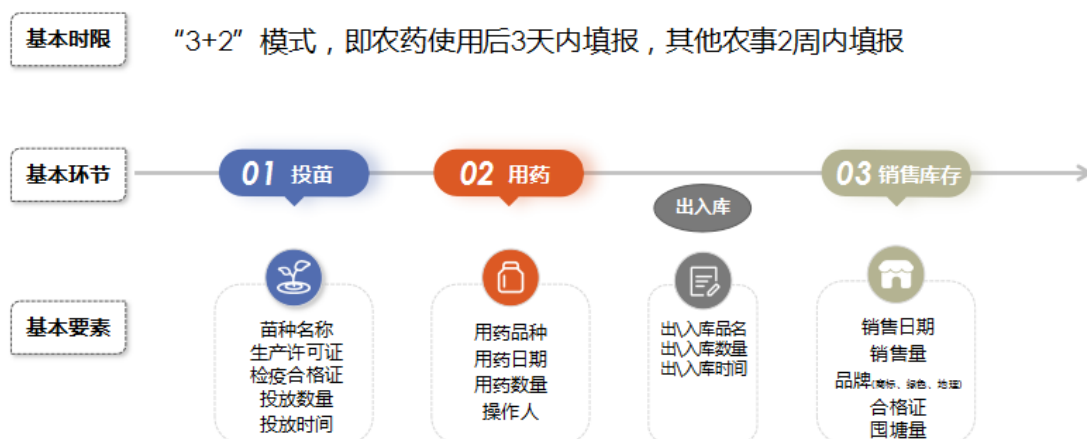 基本时限
“3+2”模式，即农药使用后3天内填报，其他农事2周内填报
基本环节
01 投苗
02 用药
出入库
03 销售库存
基本要素
苗种名称
生产许可证
检疫合格证
投放数量
投放时间
用药品种
用药日期
用药数量
操作人
出\入库品名
出\入库数量
出\入库时间
销售日期
销售量
品牌(商标、绿色、地理)
合格证
囤塘量